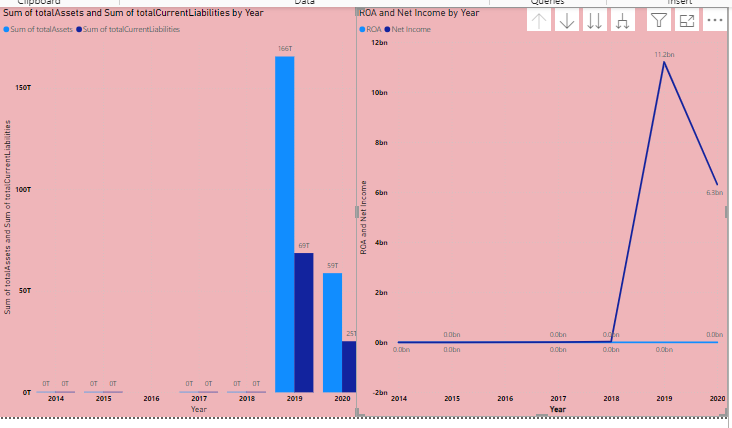 Clipboard
Data
Queries
Insert
Sum of totalAssets and Sum of totalCurrentLiabilities by Year
Sum of totalAssets Sum of totalCurrentLiabilities
Sum of totalAssets and Sum of totalCurrentLiabilities
150T
100T
50T
0T
0T 0T 0T 0T 0T 0T 0T 0T 166T 69T 59T 25T
2014 2015 2016 2017 2018 2019 2020
Year
ROA and Net Income by Year
ROA Net Income
ROA and Net Income
12bn
10bn
8bn
6bn
4bn
2bn
0bn
-2bn
11.2bn
6.3bn
0.0bn 0.0bn 0.0bn 0.0bn
0.0bn 0.0bn 0.0bn 0.0bn 0.0bn
2014 2015 2016 2017 2018 2019 2020
Year